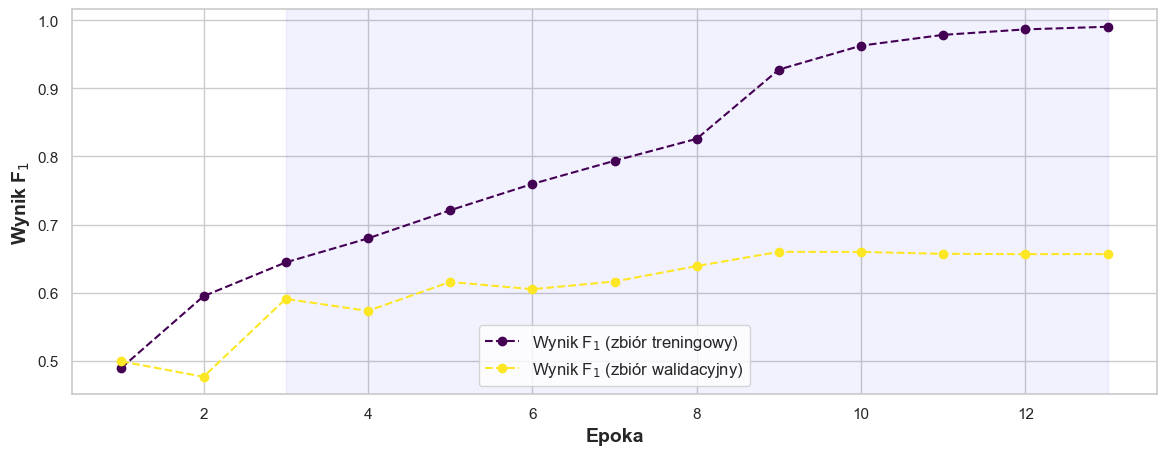 1.0
0.9
0.8
0.7
0.6
0.5
Wynik F₁
Wynik F₁ (zbiór treningowy)
Wynik F₁ (zbiór walidacyjny)
2 4 6 8 10 12
Epoka